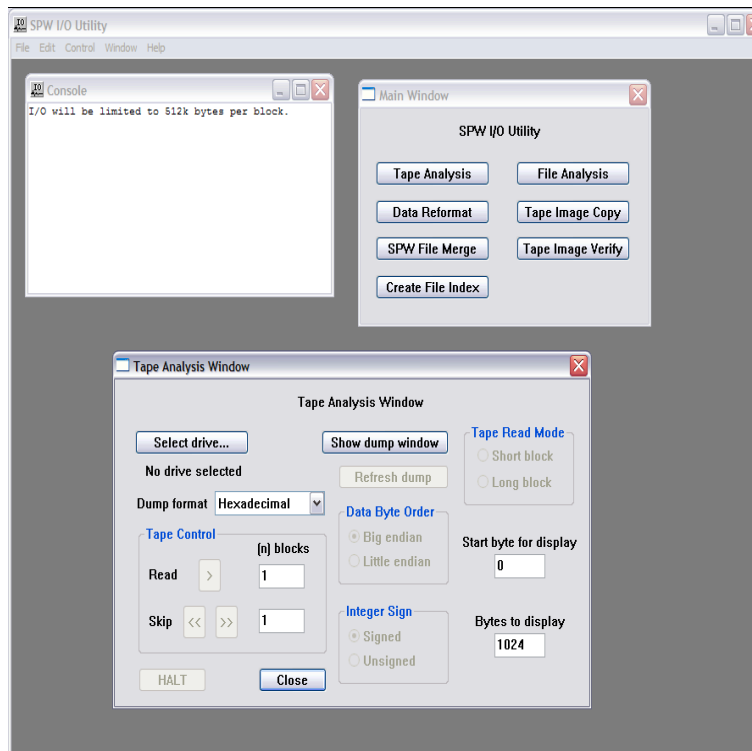 SPW I/O Utility
File Edit Control Window Help
Console
I/O will be limited to 512k bytes per block.
Main Window
SPW I/O Utility
Tape Analysis
File Analysis
Data Reformat
Tape Image Copy
SPW File Merge
Tape Image Verify
Create File Index
Tape Analysis Window
Tape Analysis Window
Select drive...
Show dump window
Tape Read Mode
Short block
Long block
No drive selected
Refresh dump
Dump format Hexadecimal
Data Byte Order
Big endian
Little endian
Start byte for display
0
Tape Control
(n) blocks
Read > 1
Skip << >> 1
Integer Sign
Signed
Unsigned
Bytes to display
1024
HALT
Close